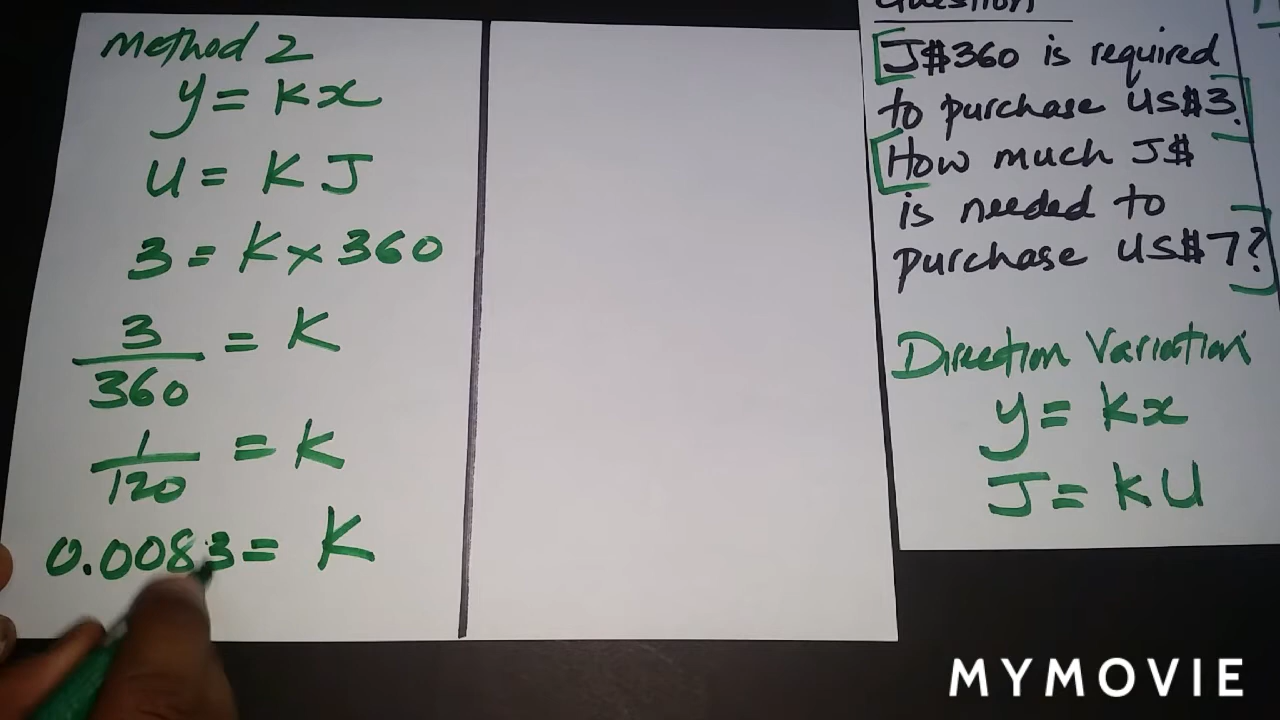 Method 2
y = kx
U = K J
3 = K × 360
3/360 = K
1/120 = K
0.0083 = K
Question
J$360 is required
to purchase US$3.
How much J$
is needed to
purchase US$7?
Direction Variation
y = kx
J = KU
MYMOVIE